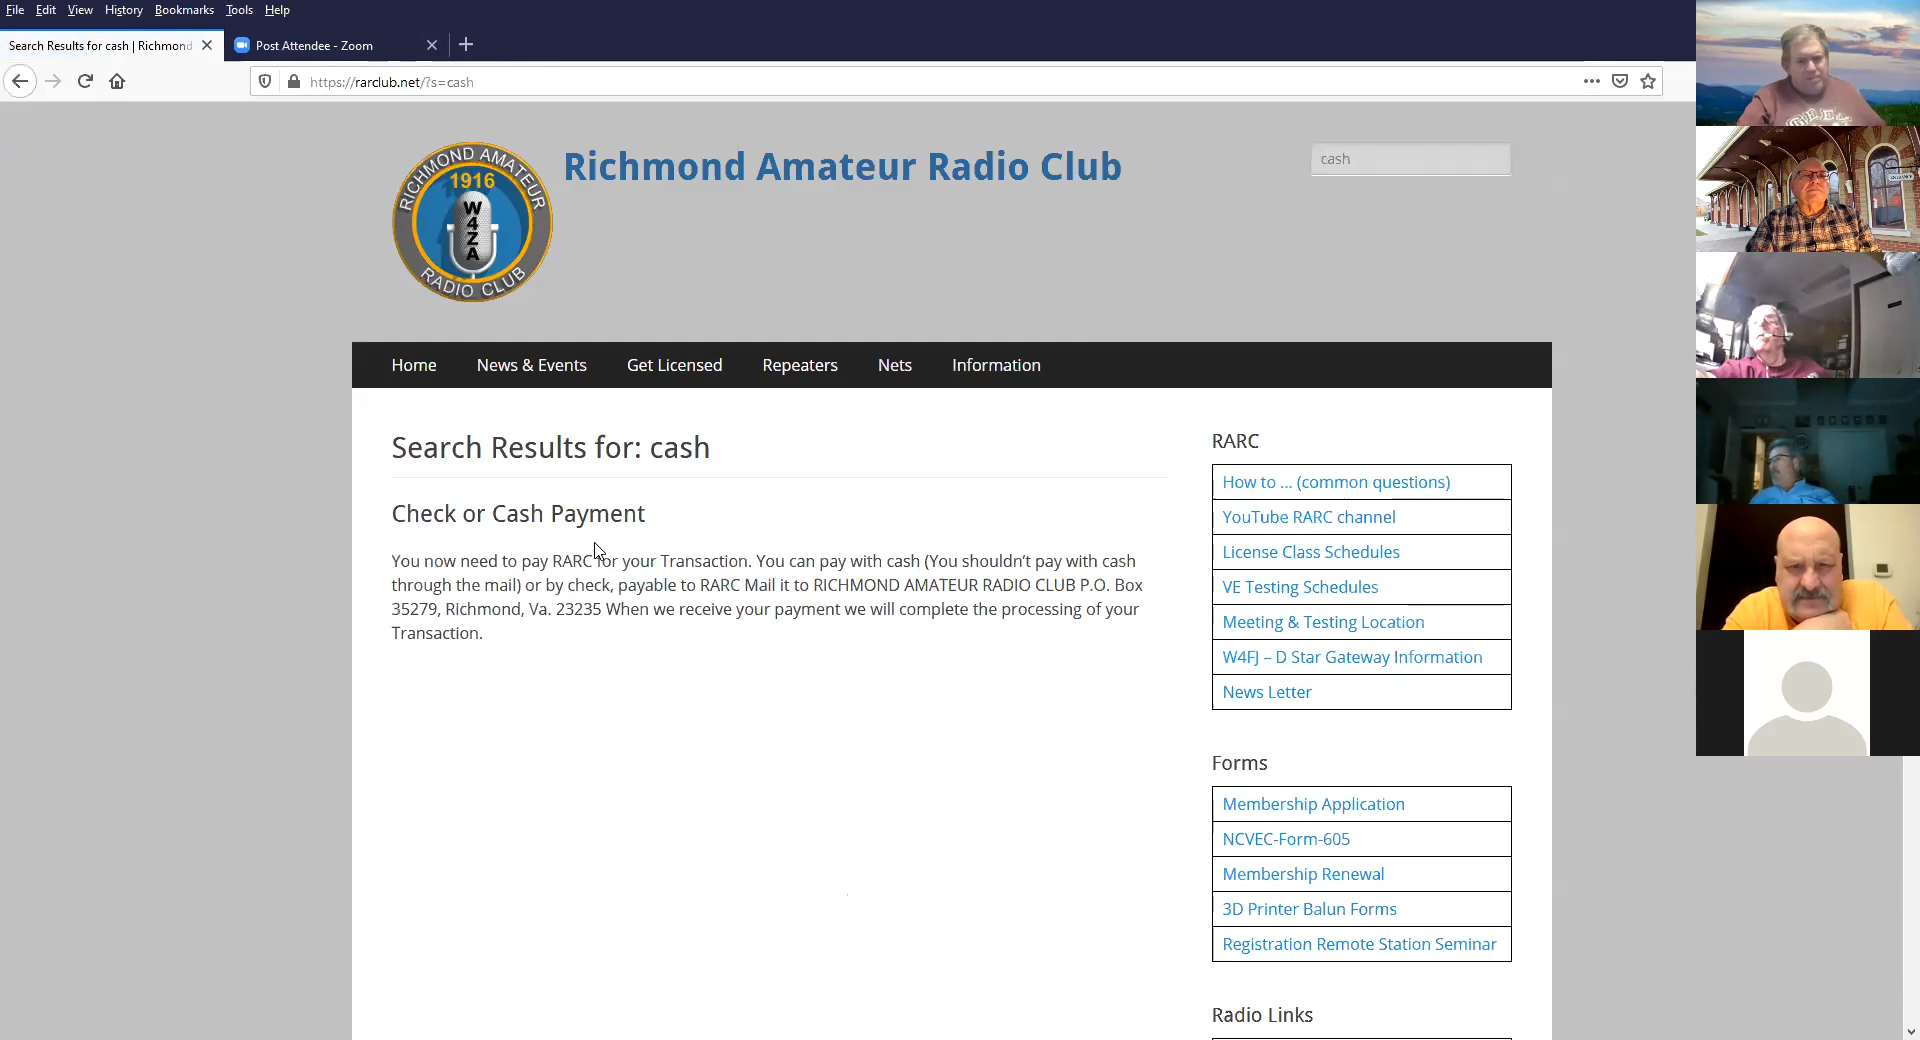 File Edit View History Bookmarks Tools Help
Search Results for cash | Richmond
Post Attendee - Zoom
https://rarclub.net/?s=cash
RICHMOND AMATEUR
1916
W4ZA
RADIO CLUB
Richmond Amateur Radio Club
cash
Home News & Events Get Licensed Repeaters Nets Information
Search Results for: cash
Check or Cash Payment
You now need to pay RARC for your Transaction. You can pay with cash (You shouldn't pay with cash
through the mail) or by check, payable to RARC Mail it to RICHMOND AMATEUR RADIO CLUB P.O. Box
35279, Richmond, Va. 23235 When we receive your payment we will complete the processing of your
Transaction.
RARC
How to ... (common questions)
YouTube RARC channel
License Class Schedules
VE Testing Schedules
Meeting & Testing Location
W4FJ – D Star Gateway Information
News Letter
Forms
Membership Application
NCVEC-Form-605
Membership Renewal
3D Printer Balun Forms
Registration Remote Station Seminar
Radio Links
ENTRANCE